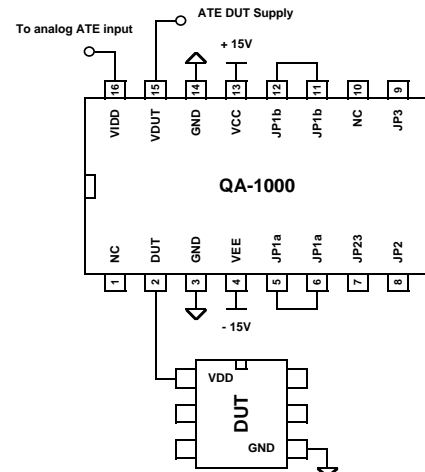 ATE DUT Supply
To analog ATE input
+ 15V
16 15 14 13 12 11 10 9
VIDD VDUT GND VCC JP1b JP1b NC JP3
QA-1000
NC DUT GND VEE JP1a JP1a JP23 JP2
1 2 3 4 5 6 7 8
- 15V
VDD
DUT
GND